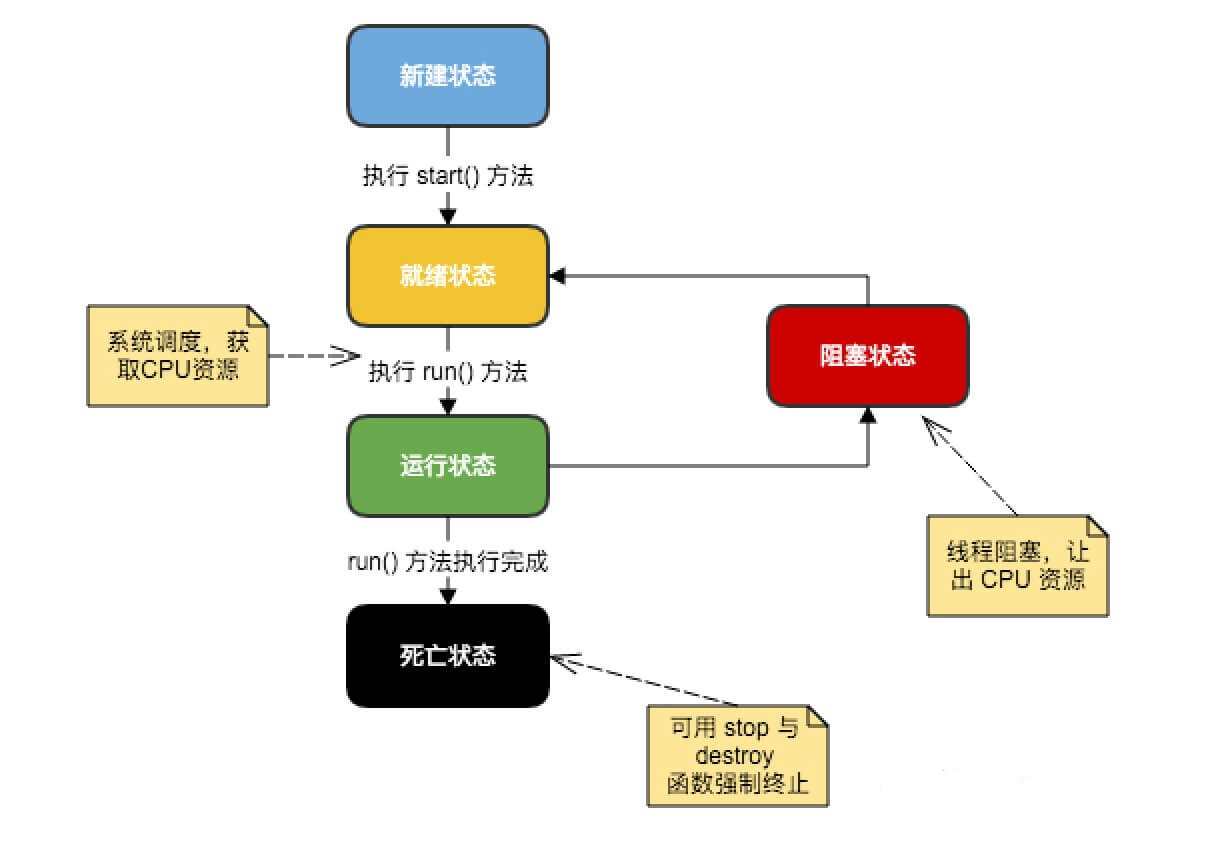 新建状态
执行 start() 方法
就绪状态
系统调度，获
取CPU资源
执行 run() 方法
阻塞状态
运行状态
线程阻塞，让
出 CPU 资源
run() 方法执行完成
死亡状态
可用 stop 与
destroy
函数强制终止